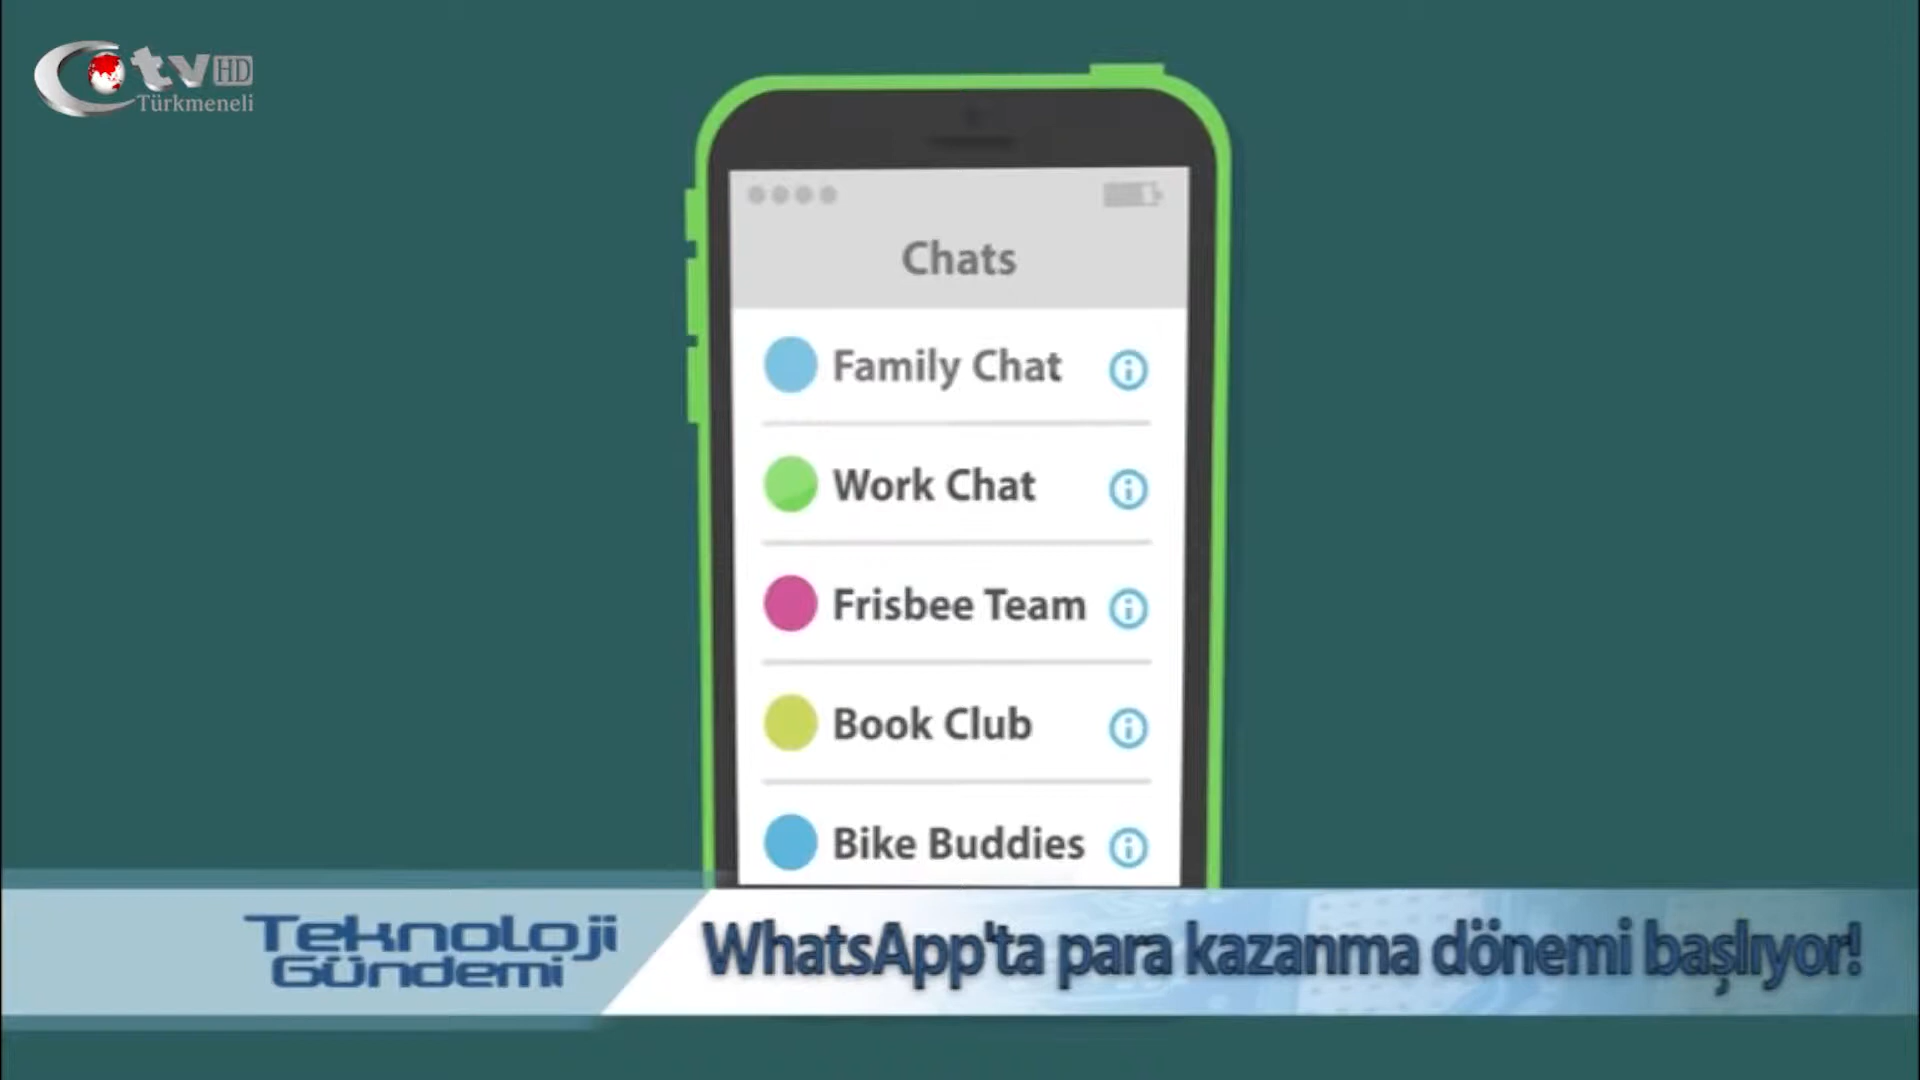 tv HD
Türkmeneli
Chats
Family Chat
Work Chat
Frisbee Team
Book Club
Bike Buddies
Teknoloji
Gündemi
WhatsApp'ta para kazanma dönemi başlıyor!